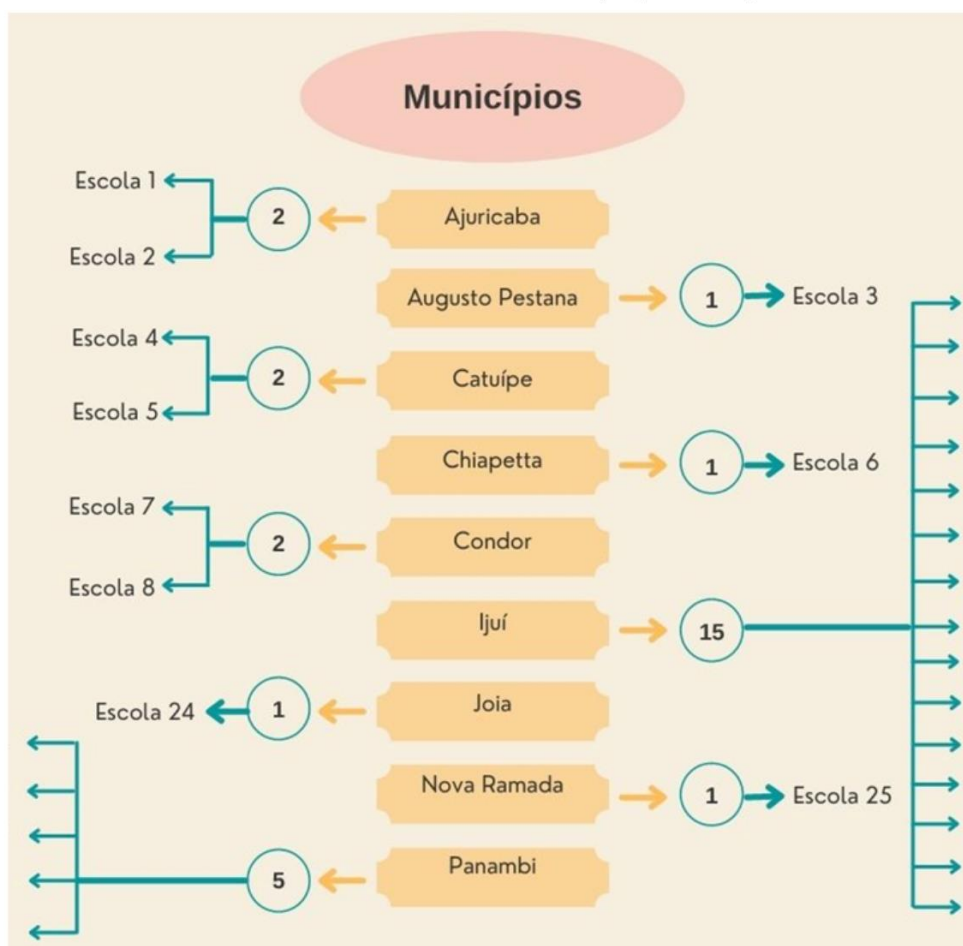 Municípios
Escola 1
Escola 2
2
Ajuricaba
Augusto Pestana
1
Escola 3
Escola 4
Escola 5
2
Catuípe
Chiapetta
1
Escola 6
Escola 7
Escola 8
2
Condor
Ijuí
15
Escola 24
1
Joia
Nova Ramada
1
Escola 25
5
Panambi